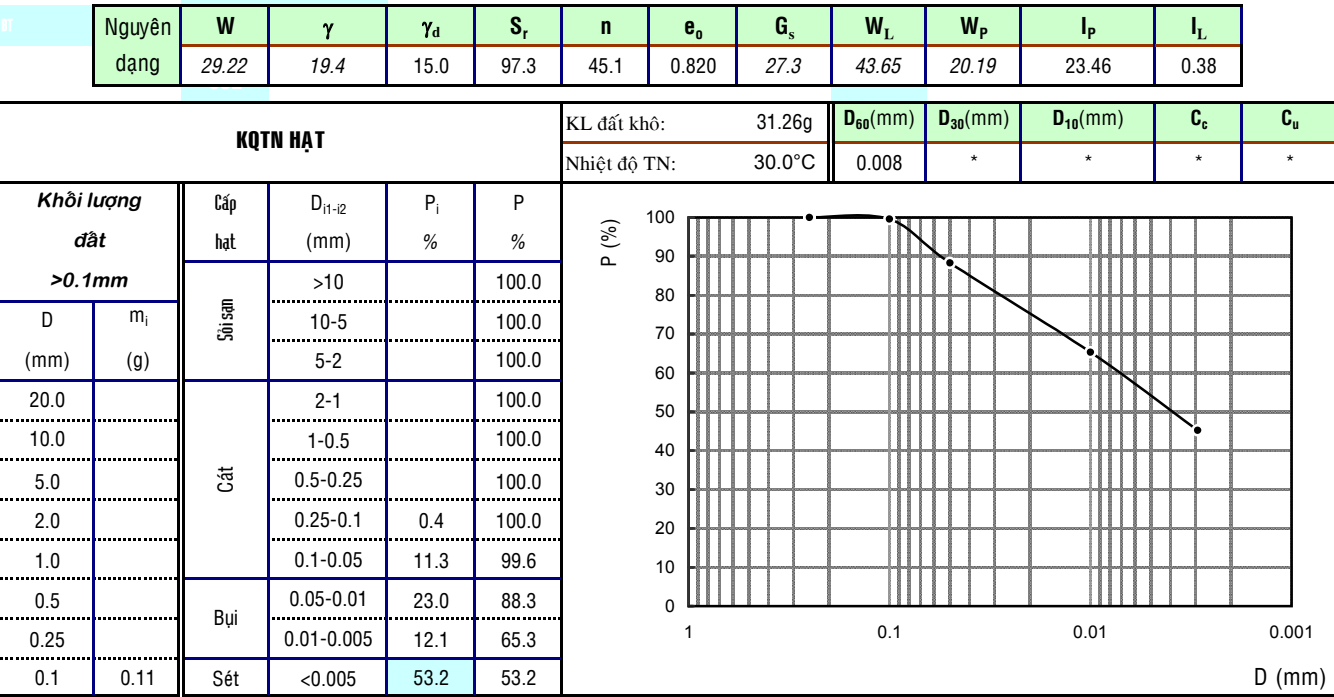 Nguyên dạng W γ γd Sr n eo Gs WL WP IP IL
29.22 19.4 15.0 97.3 45.1 0.820 27.3 43.65 20.19 23.46 0.38
KQTN HẠT
KL đất khô: 31.26g
D60(mm) D30(mm) D10(mm) Cc Cu
Nhiệt độ TN: 30.0°C
0.008 * * * *
Khối lượng
đất
>0.1mm
D mi
(mm) (g)
20.0
10.0
5.0
2.0
1.0
0.5
0.25
0.1 0.11
Cấp Di1-i2 Pi P
hạt (mm) % %
Sỏi sạn
>10 100.0
10-5 100.0
5-2 100.0
Cát
2-1 100.0
1-0.5 100.0
0.5-0.25 100.0
0.25-0.1 0.4 100.0
0.1-0.05 11.3 99.6
Bụi
0.05-0.01 23.0 88.3
0.01-0.005 12.1 65.3
Sét <0.005 53.2 53.2
P (%)
100
90
80
70
60
50
40
30
20
10
0
1 0.1 0.01 0.001
D (mm)